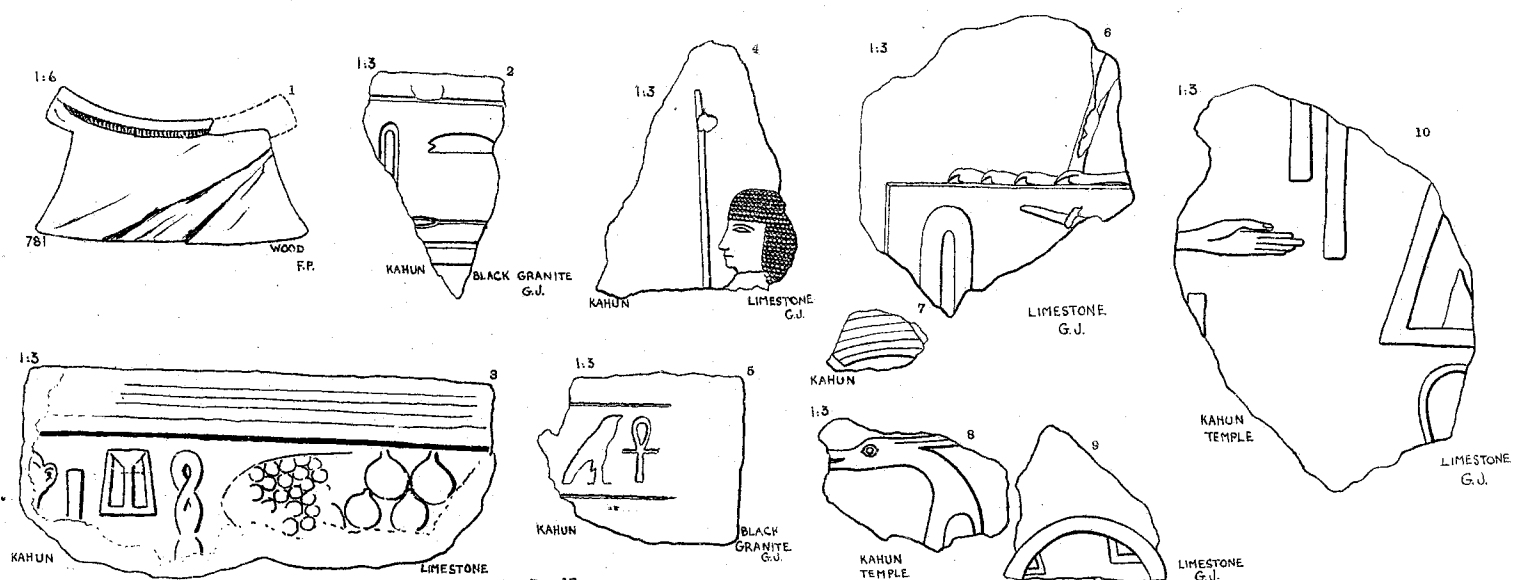 1:6
1
781
WOOD
F.P.
1:3
2
KAHUN
BLACK GRANITE
G.J.
1:3
4
KAHUN
LIMESTONE
G.J.
1:3
6
LIMESTONE
G.J.
7
KAHUN
1:3
10
KAHUN
TEMPLE
LIMESTONE
G.J.
1:3
3
KAHUN
LIMESTONE
1:3
5
KAHUN
BLACK
GRANITE
G.J.
1:3
8
KAHUN
TEMPLE
9
LIMESTONE
G.J.